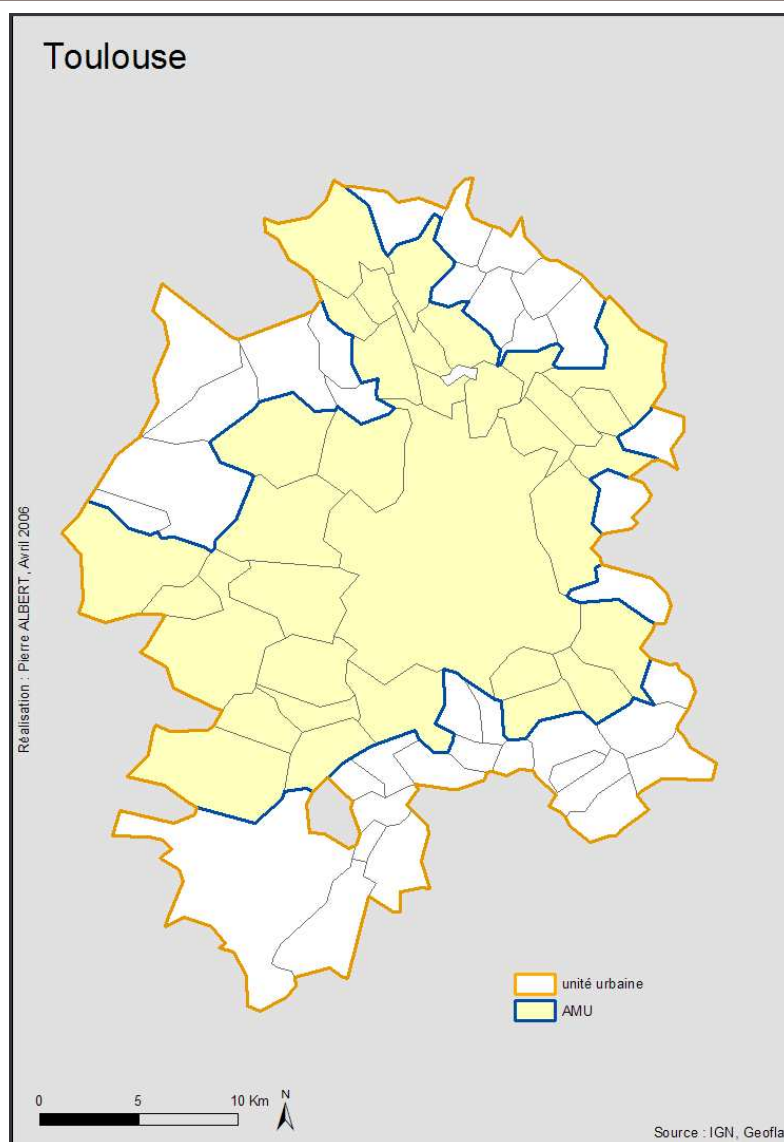 Toulouse
Réalisation : Pierre ALBERT, Avril 2006
unité urbaine
AMU
0 5 10 Km
N
Source : IGN, Geofla